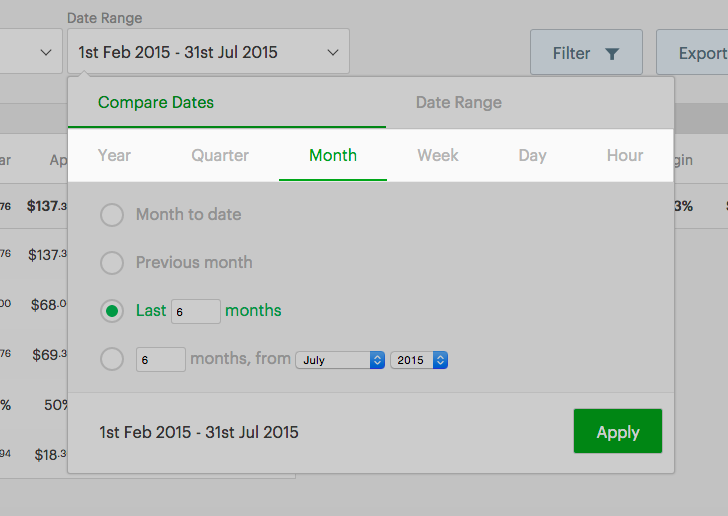 Date Range
1st Feb 2015 - 31st Jul 2015
Filter
Export
Compare Dates
Date Range
Year Quarter Month Week Day Hour
ar Ap gin
76 $137.3 3%
Month to date
76 $137.3
Previous month
00 $68.0
Last 6 months
76 $69.3
6 months, from July 2015
% 50%
1st Feb 2015 - 31st Jul 2015
Apply
94 $18.3